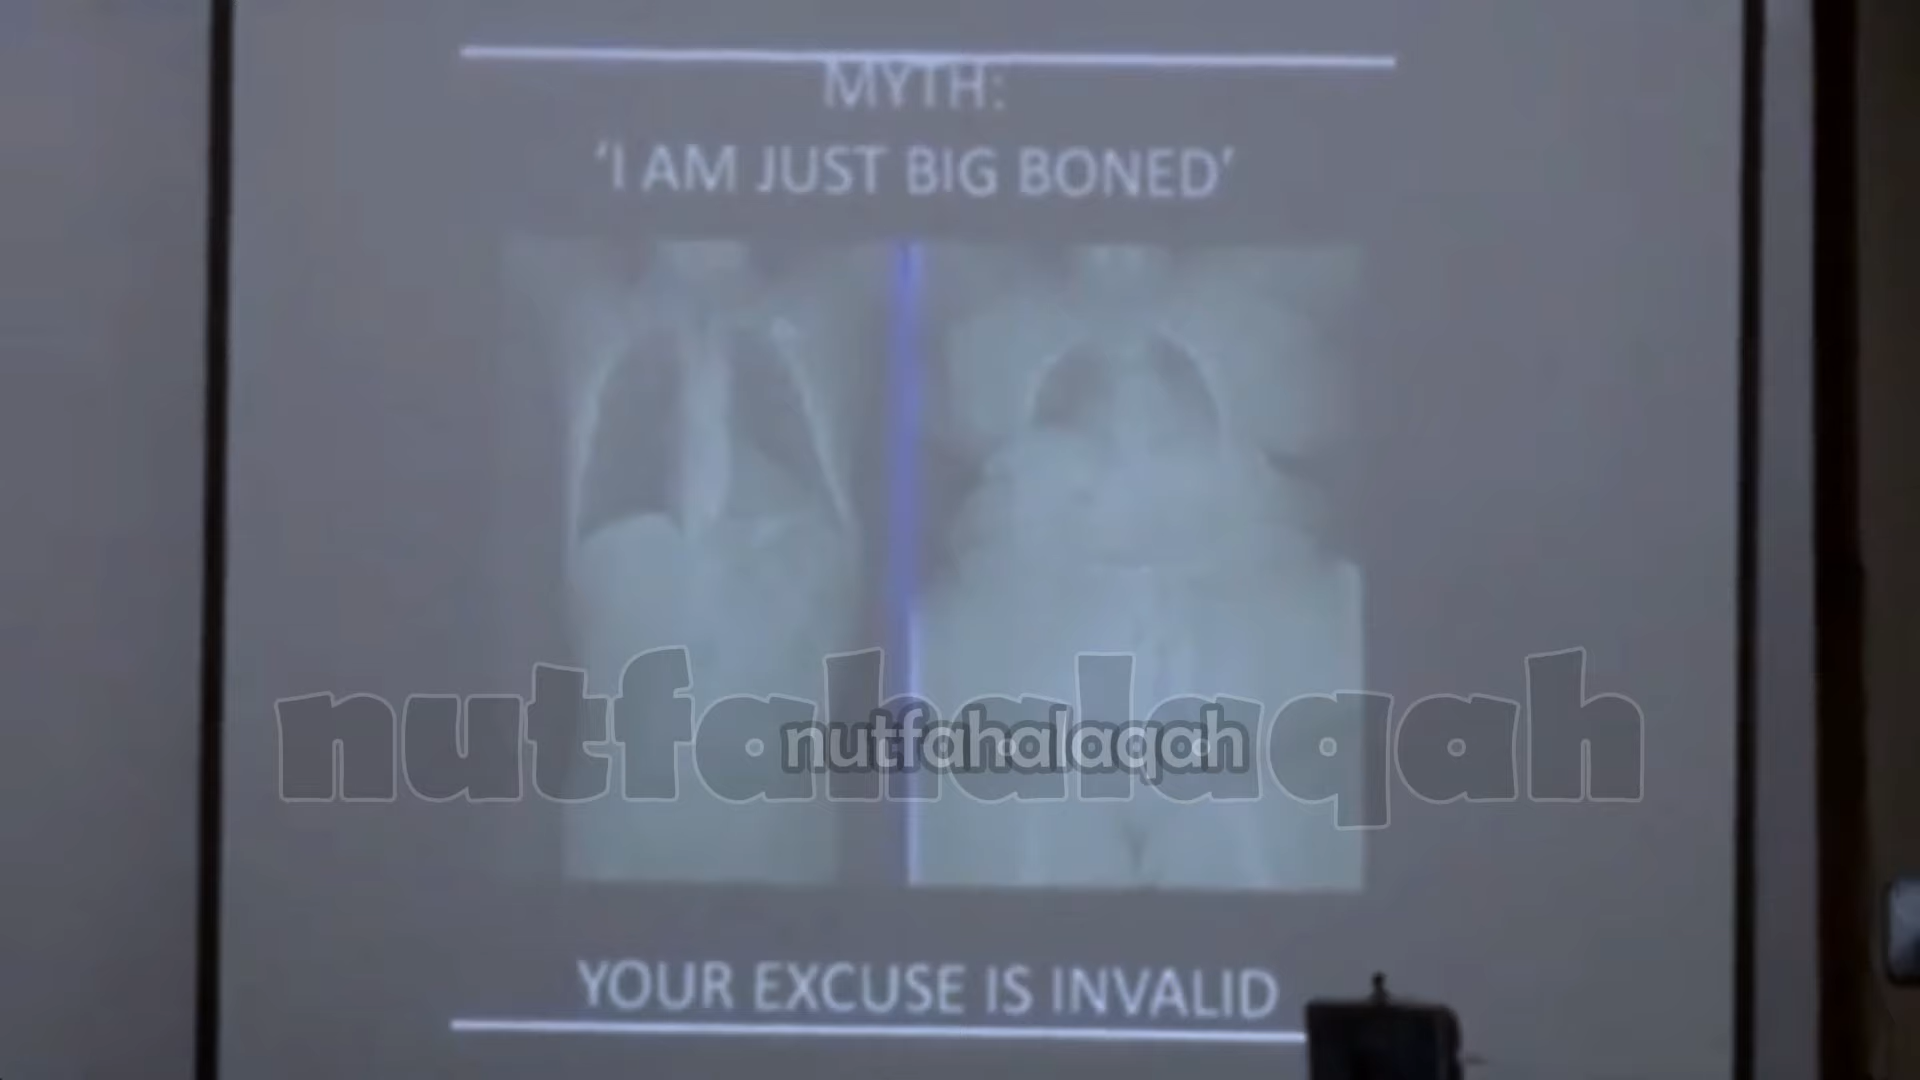 MYTH:
'I AM JUST BIG BONED'
nutfahalaqah
nutfahalaqah
YOUR EXCUSE IS INVALID